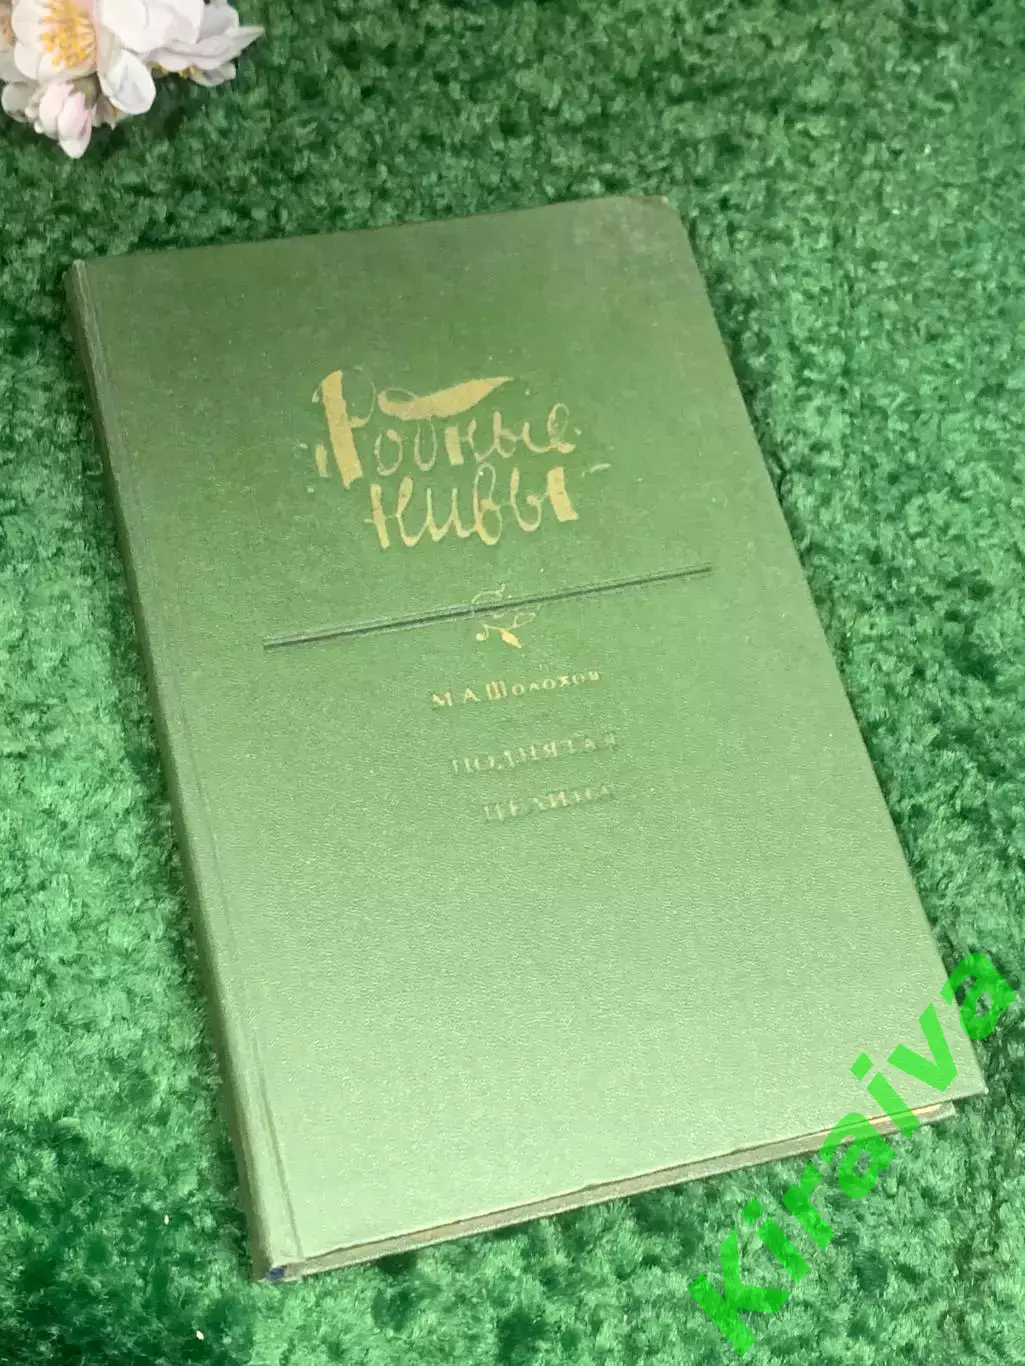 Родные
нивы
М.А.Шолохов
ПОДНЯТАЯ
ЦЕЛИНА
Kiraiva